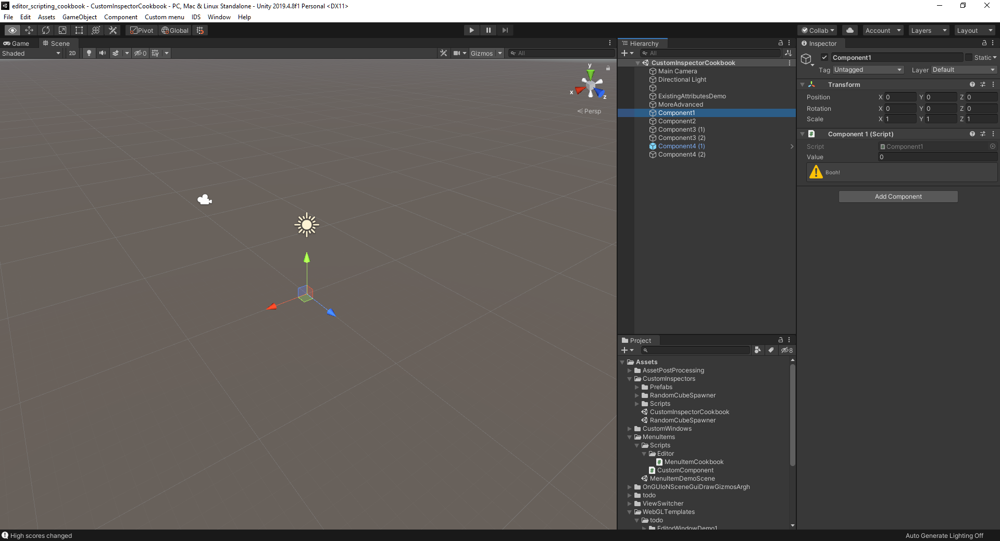 editor_scripting_cookbook - CustomInspectorCookbook - PC, Mac & Linux Standalone - Unity 2019.4.8f1 Personal <DX11>
File Edit Assets GameObject Component Custom menu IDS Window Help
Pivot Global Collab Account Layers Layout
Game Scene
Shaded 2D 0 Gizmos All
y
x
z
Persp
Hierarchy
All
CustomInspectorCookbook
Main Camera
Directional Light
ExistingAttributesDemo
MoreAdvanced
Component1
Component2
Component3 (1)
Component3 (2)
Component4 (1)
Component4 (2)
Project
8
Assets
AssetPostProcessing
CustomInspectors
Prefabs
RandomCubeSpawner
Scripts
CustomInspectorCookbook
RandomCubeSpawner
CustomWindows
MenuItems
Scripts
Editor
MenuItemCookbook
CustomComponent
MenuItemDemoScene
OnGUIoNSceneGuiDrawGizmosArgh
todo
ViewSwitcher
WebGLTemplates
todo
EditorWindowDemo1
Inspector
Component1 Static
Tag Untagged Layer Default
Transform
Position X 0 Y 0 Z 0
Rotation X 0 Y 0 Z 0
Scale X 1 Y 1 Z 1
Component 1 (Script)
Script Component1
Value 0
Booh!
Add Component
High scores changed
Auto Generate Lighting Off